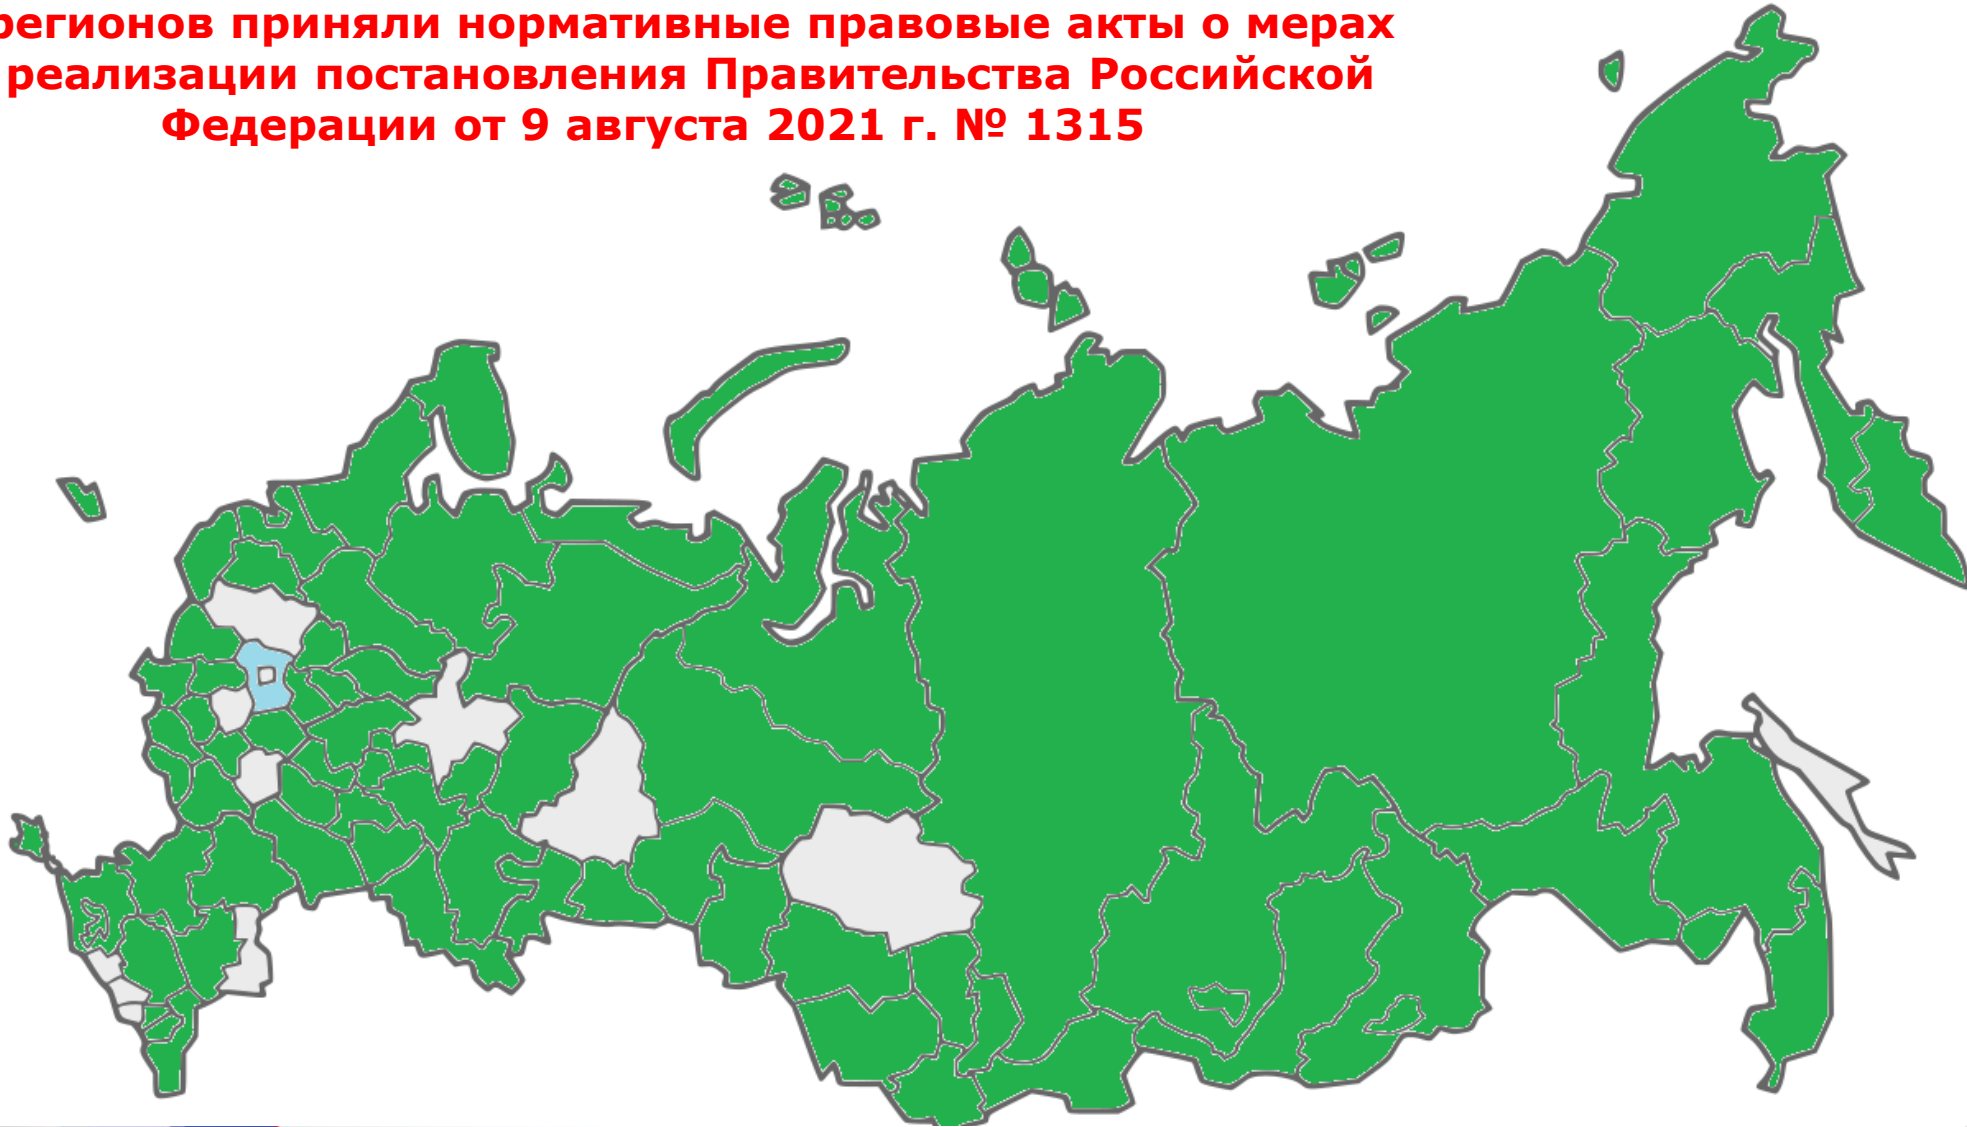 регионов приняли нормативные правовые акты о мерах
реализации постановления Правительства Российской
Федерации от 9 августа 2021 г. № 1315